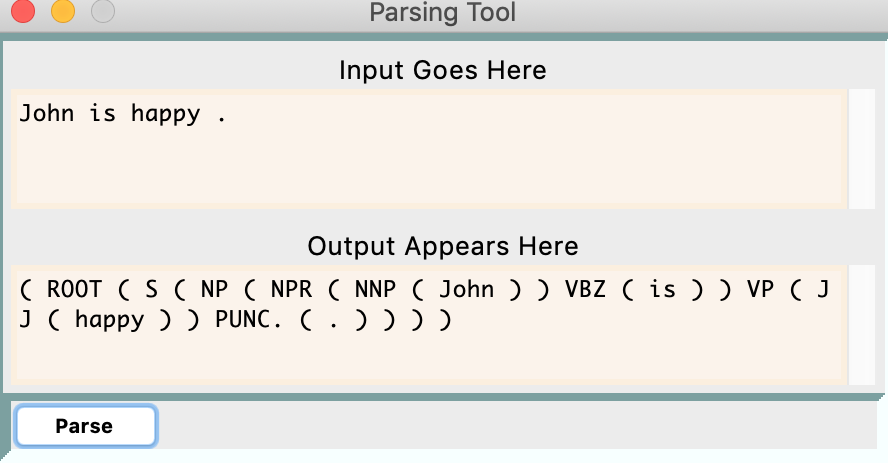 Parsing Tool
Input Goes Here
John is happy .
Output Appears Here
( ROOT ( S ( NP ( NPR ( NNP ( John ) ) VBZ ( is ) ) VP ( J
J ( happy ) ) PUNC. ( . ) ) ) )
Parse